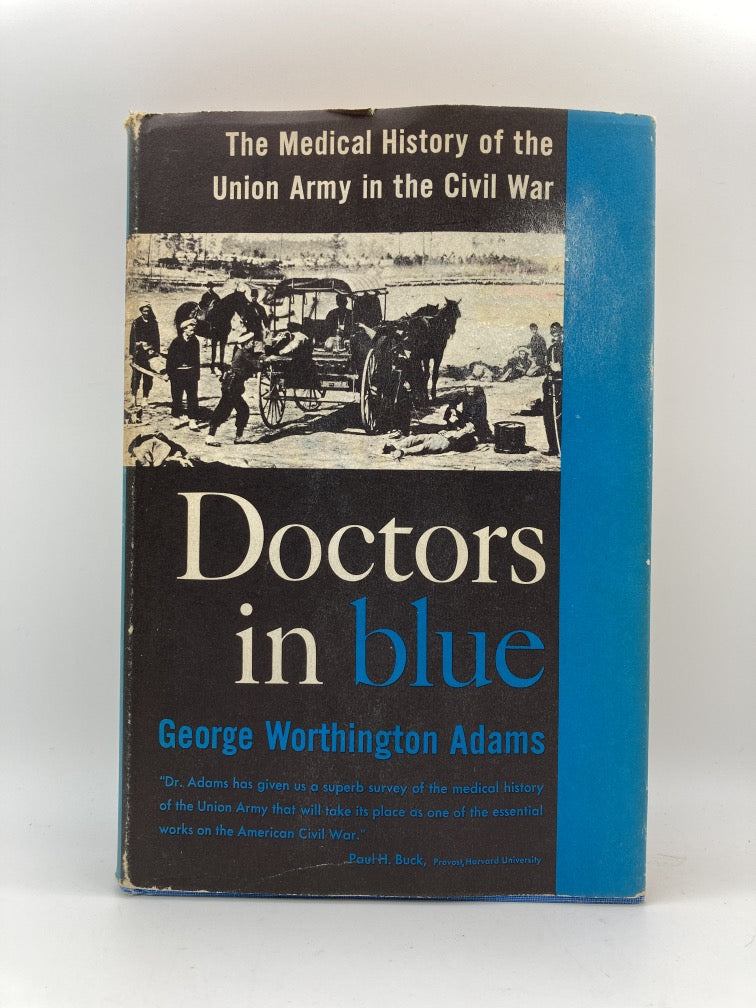 The Medical History of the
Union Army in the Civil War
Doctors
in blue
George Worthington Adams
"Dr. Adams has given us a superb survey of the medical history
of the Union Army that will take its place as one of the essential
works on the American Civil War."
Paul H. Buck, Provost, Harvard University